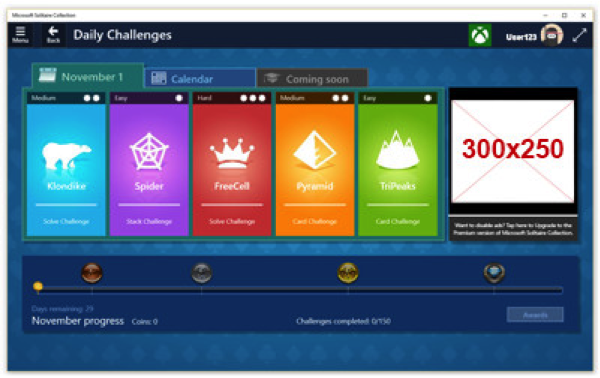 Microsoft Solitaire Collection
Menu
Back
Daily Challenges
User123
November 1
Calendar
Coming soon
Medium
Easy
Hard
Medium
Easy
Klondike
Spider
FreeCell
Pyramid
TriPeaks
Solve Challenge
Stack Challenge
Solve Challenge
Card Challenge
Card Challenge
300x250
Want to disable ads? Tap here to Upgrade to the
Premium version of Microsoft Solitaire Collection.
Days remaining: 29
November progress
Coins: 0
Challenges completed: 0/150
Awards